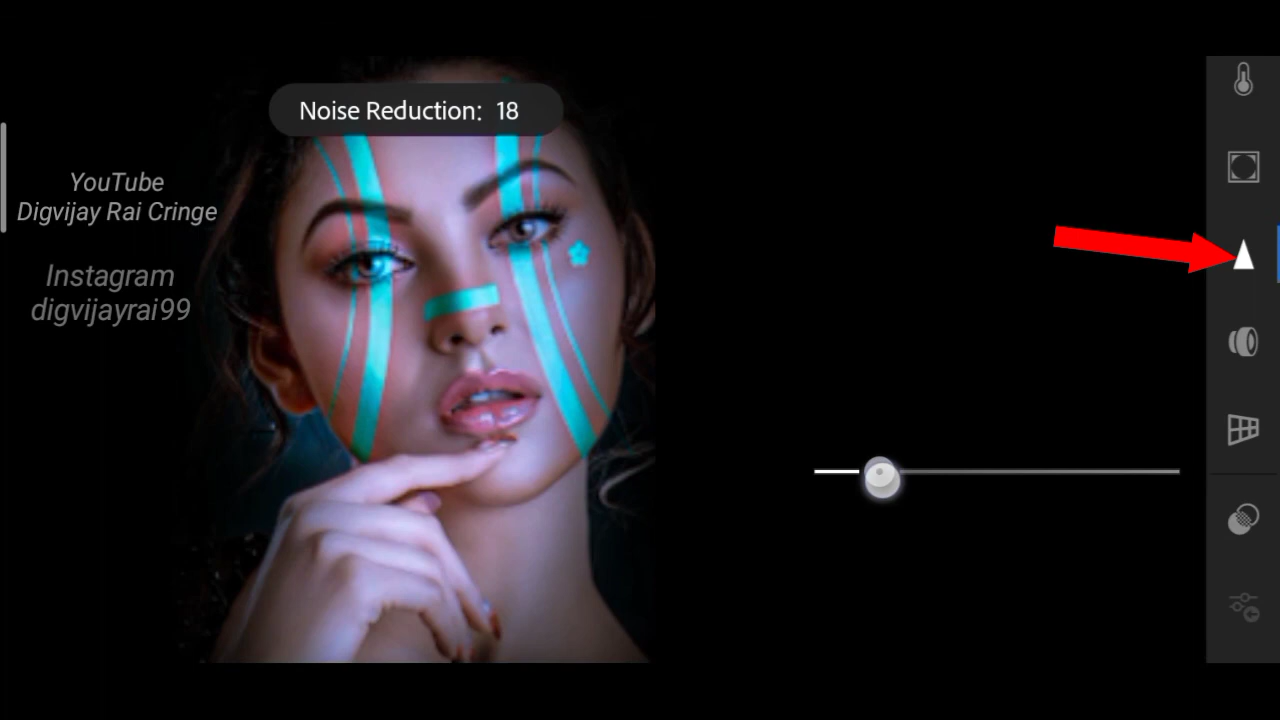 Noise Reduction: 18
YouTube
Digvijay Rai Cringe
Instagram
digvijayrai99